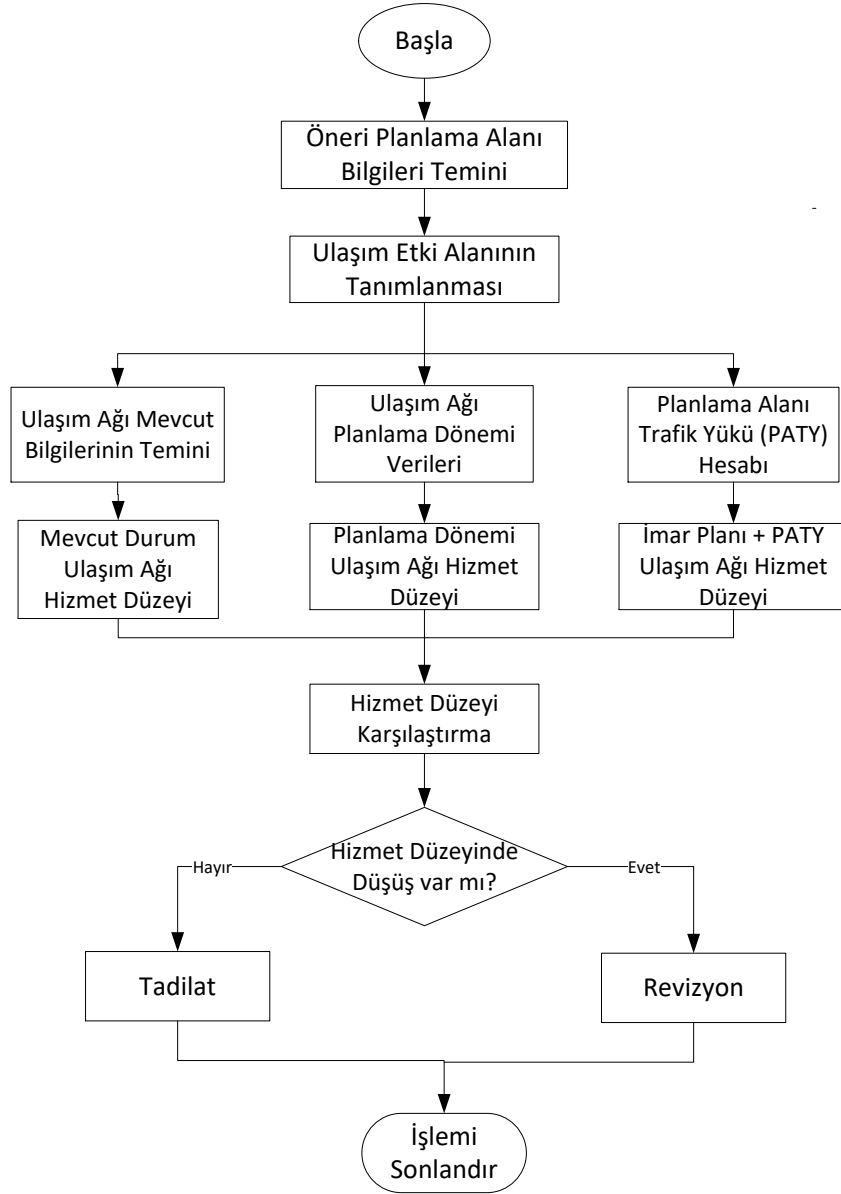 Başla
Öneri Planlama Alanı
Bilgileri Temini
-
Ulaşım Etki Alanının
Tanımlanması
Ulaşım Ağı Mevcut
Bilgilerinin Temini
Ulaşım Ağı
Planlama Dönemi
Verileri
Planlama Alanı
Trafik Yükü (PATY)
Hesabı
Mevcut Durum
Ulaşım Ağı
Hizmet Düzeyi
Planlama Dönemi
Ulaşım Ağı Hizmet
Düzeyi
İmar Planı + PATY
Ulaşım Ağı Hizmet
Düzeyi
Hizmet Düzeyi
Karşılaştırma
Hizmet Düzeyinde
Düşüş var mı?
Hayır
Evet
Tadilat
Revizyon
İşlemi
Sonlandır